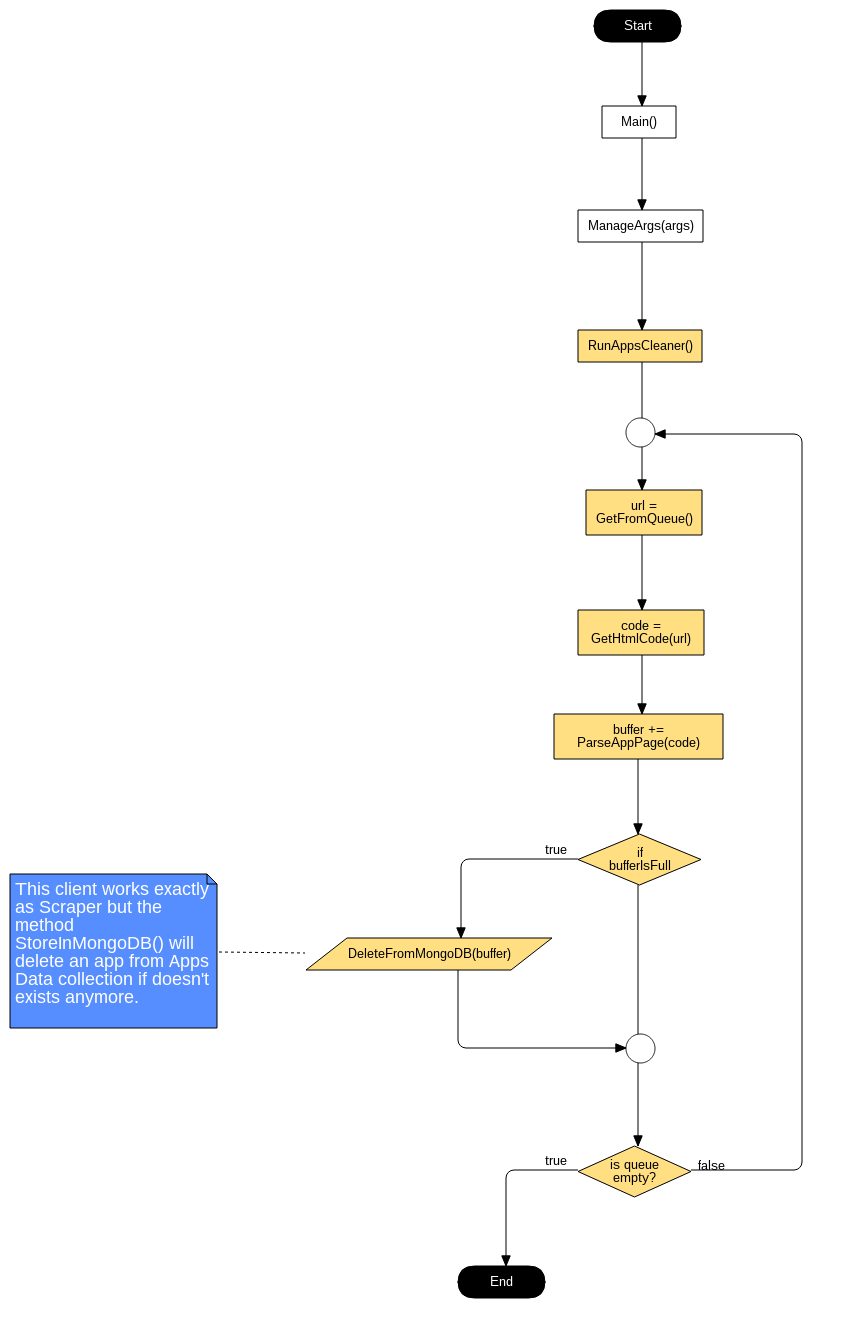 Start
Main()
ManageArgs(args)
RunAppsCleaner()
url =
GetFromQueue()
code =
GetHtmlCode(url)
buffer +=
ParseAppPage(code)
true
if
bufferIsFull
This client works exactly
as Scraper but the
method
StoreInMongoDB() will
delete an app from Apps
Data collection if doesn't
exists anymore.
DeleteFromMongoDB(buffer)
true
is queue
empty?
false
End